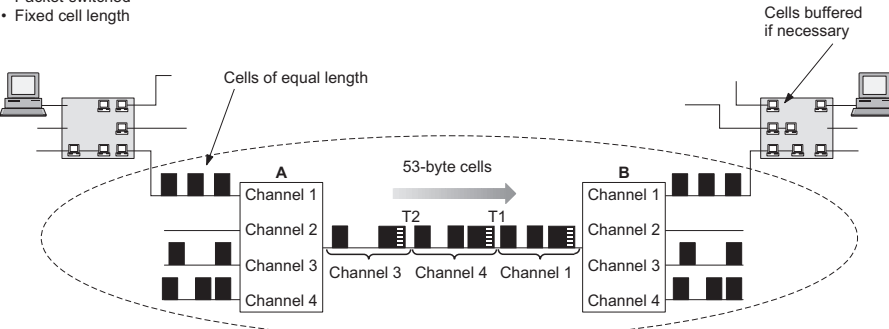 Packet switched
• Fixed cell length
Cells buffered
if necessary
Cells of equal length
A
53-byte cells
B
Channel 1
Channel 2
Channel 3
Channel 4
T2
T1
Channel 3
Channel 4
Channel 1
Channel 1
Channel 2
Channel 3
Channel 4